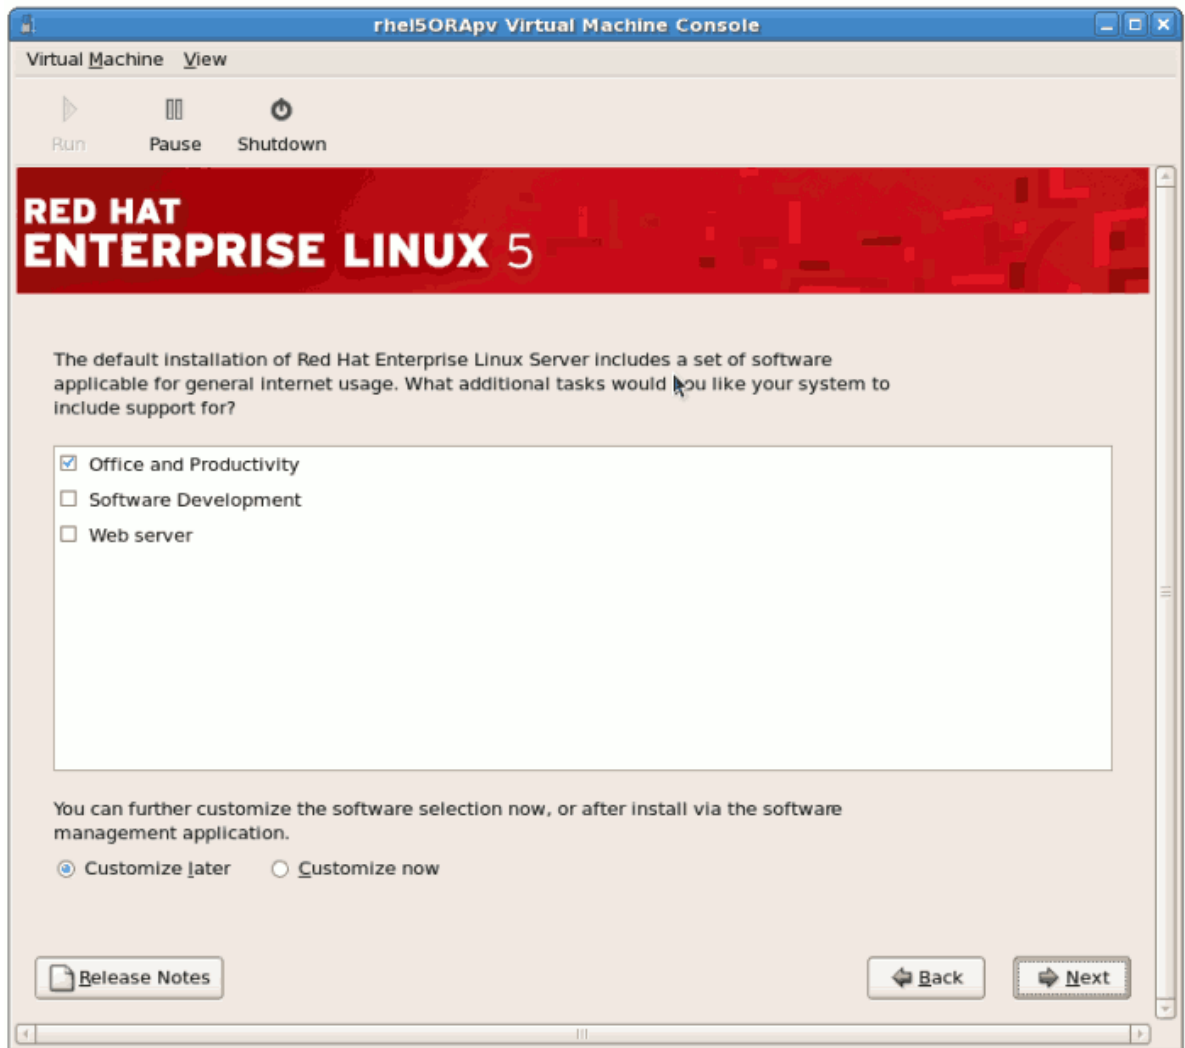 rhel5ORApv Virtual Machine Console
Virtual Machine View
Run Pause Shutdown
RED HAT
ENTERPRISE LINUX 5
The default installation of Red Hat Enterprise Linux Server includes a set of software
applicable for general internet usage. What additional tasks would you like your system to
include support for?
Office and Productivity
Software Development
Web server
You can further customize the software selection now, or after install via the software
management application.
Customize later Customize now
Release Notes Back Next